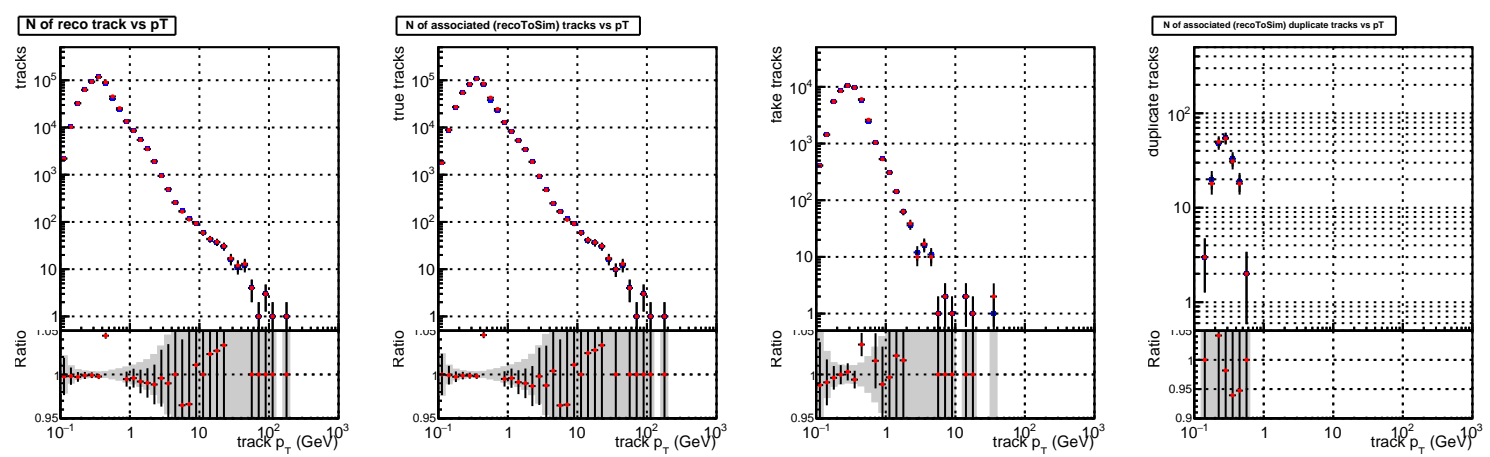 N of reco track vs pT
tracks
10^5
10^4
10^3
10^2
10
1
Ratio
1.05
1
0.95
10^-1 1 10 10^2 10^3
track p_T (GeV)
N of associated (recoToSim) tracks vs pT
true tracks
10^5
10^4
10^3
10^2
10
1
Ratio
1.05
1
0.95
10^-1 1 10 10^2 10^3
track p_T (GeV)
fake tracks
10^4
10^3
10^2
10
1
Ratio
1.05
1
0.95
10^-1 1 10 10^2 10^3
track p_T (GeV)
N of associated (recoToSim) duplicate tracks vs pT
duplicate tracks
10^2
10
1
Ratio
1.05
1
0.95
0.9
10^-1 1 10 10^2 10^3
track p_T (GeV)